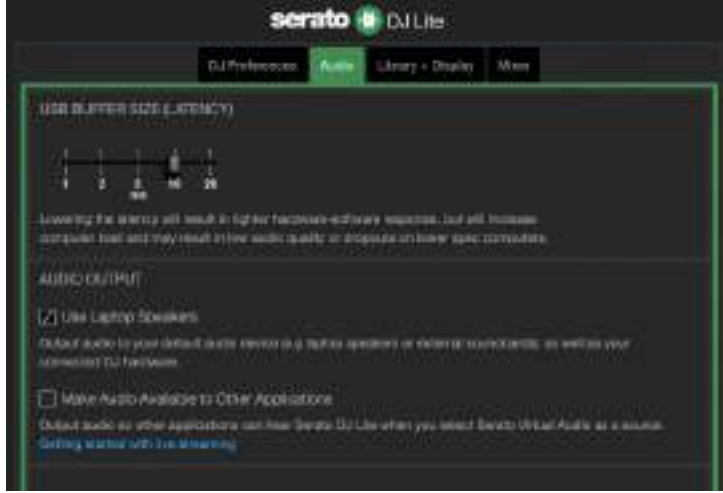 serato DJ Lite
DJ Preferences Audio Library + Display Mixer
USB BUFFER SIZE (LATENCY)
1 2 5 10 20
ms
Lowering the latency will result in tighter hardware-software response, but will increase
computer load and may result in low audio quality or dropouts on lower spec computers.
AUDIO OUTPUT
Use Laptop Speakers
Output audio to your default audio device (e.g. laptop speakers or external soundcards), as well as your
connected DJ hardware.
Make Audio Available to Other Applications
Output audio so other applications can hear Serato DJ Lite when you select Serato Virtual Audio as a source.
Getting started with live streaming